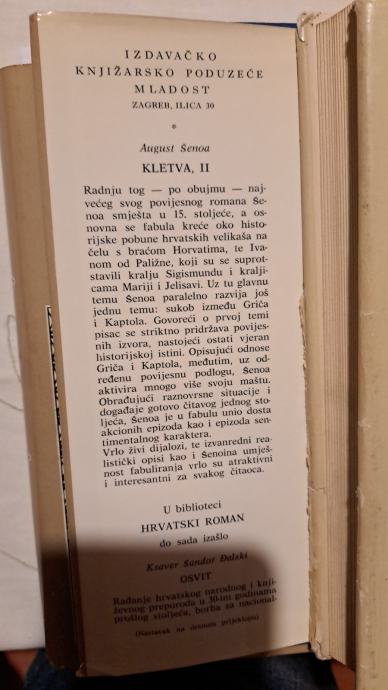 IZDAVAČKO
KNJIŽARSKO PODUZEĆE
MLADOST
ZAGREB, ILICA 30
*
August Šenoa
KLETVA, II
Radnju tog — po obujmu — naj-
većeg svog povijesnog romana Še-
noa smješta u 15. stoljeće, a os-
novna se fabula kreće oko histo-
rijske pobune hrvatskih velikaša na
čelu s braćom Horvatima, te Iva-
nom od Paližne, koji su se suprot-
stavili kralju Sigismundu i kralji-
cama Mariji i Jelisavi. Uz tu glavnu
temu Šenoa paralelno razvija još
jednu temu: sukob između Griča
i Kaptola. Govoreći o prvoj temi
pisac se striktno pridržava povijes-
nih izvora, nastojeći ostati vjeran
historijskoj istini. Opisujući odnose
Griča i Kaptola, međutim, uz od-
ređenu povijesnu podlogu, Šenoa
aktivira mnogo više svoju maštu.
Obrađujući raznovrsne situacije i
događaje gotovo čitavog jednog sto-
ljeća, Šenoa je u fabulu unio dosta
akcionih epizoda kao i epizoda sen-
timentalnog karaktera.
Vrlo živi dijalozi, te izvanredni rea-
listički opisi kao i Šenoina umješ-
nost fabuliranja vrlo su atraktivni
i interesantni za svakog čitaoca.
U biblioteci
HRVATSKI ROMAN
do sada izašlo
Ksaver Šandor Đalski
OSVIT
Rađanje hrvatskog narodnog i knji-
ževnog preporoda u 30-im godinama
prošlog stoljeća, borba za nacional-
(Nastavak na drugom prijeklopu)